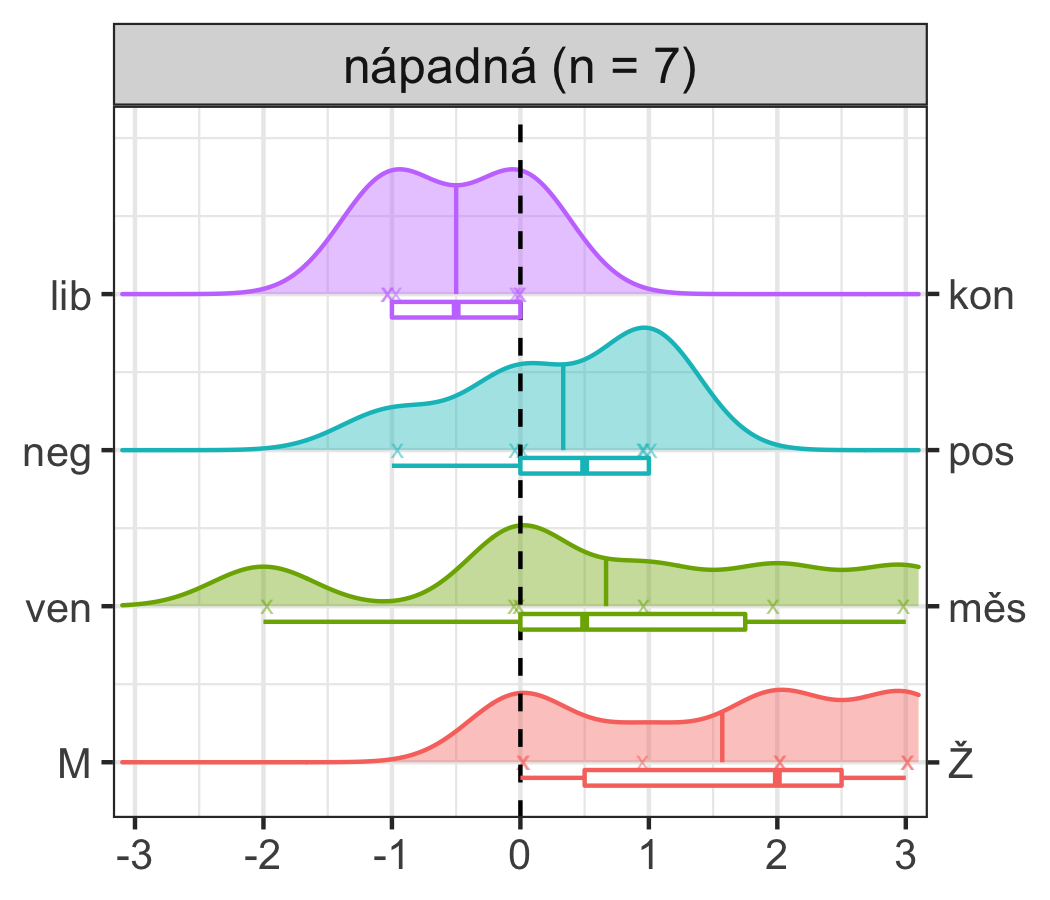 nápadná (n = 7)
lib kon
neg pos
ven měs
M Ž
-3 -2 -1 0 1 2 3